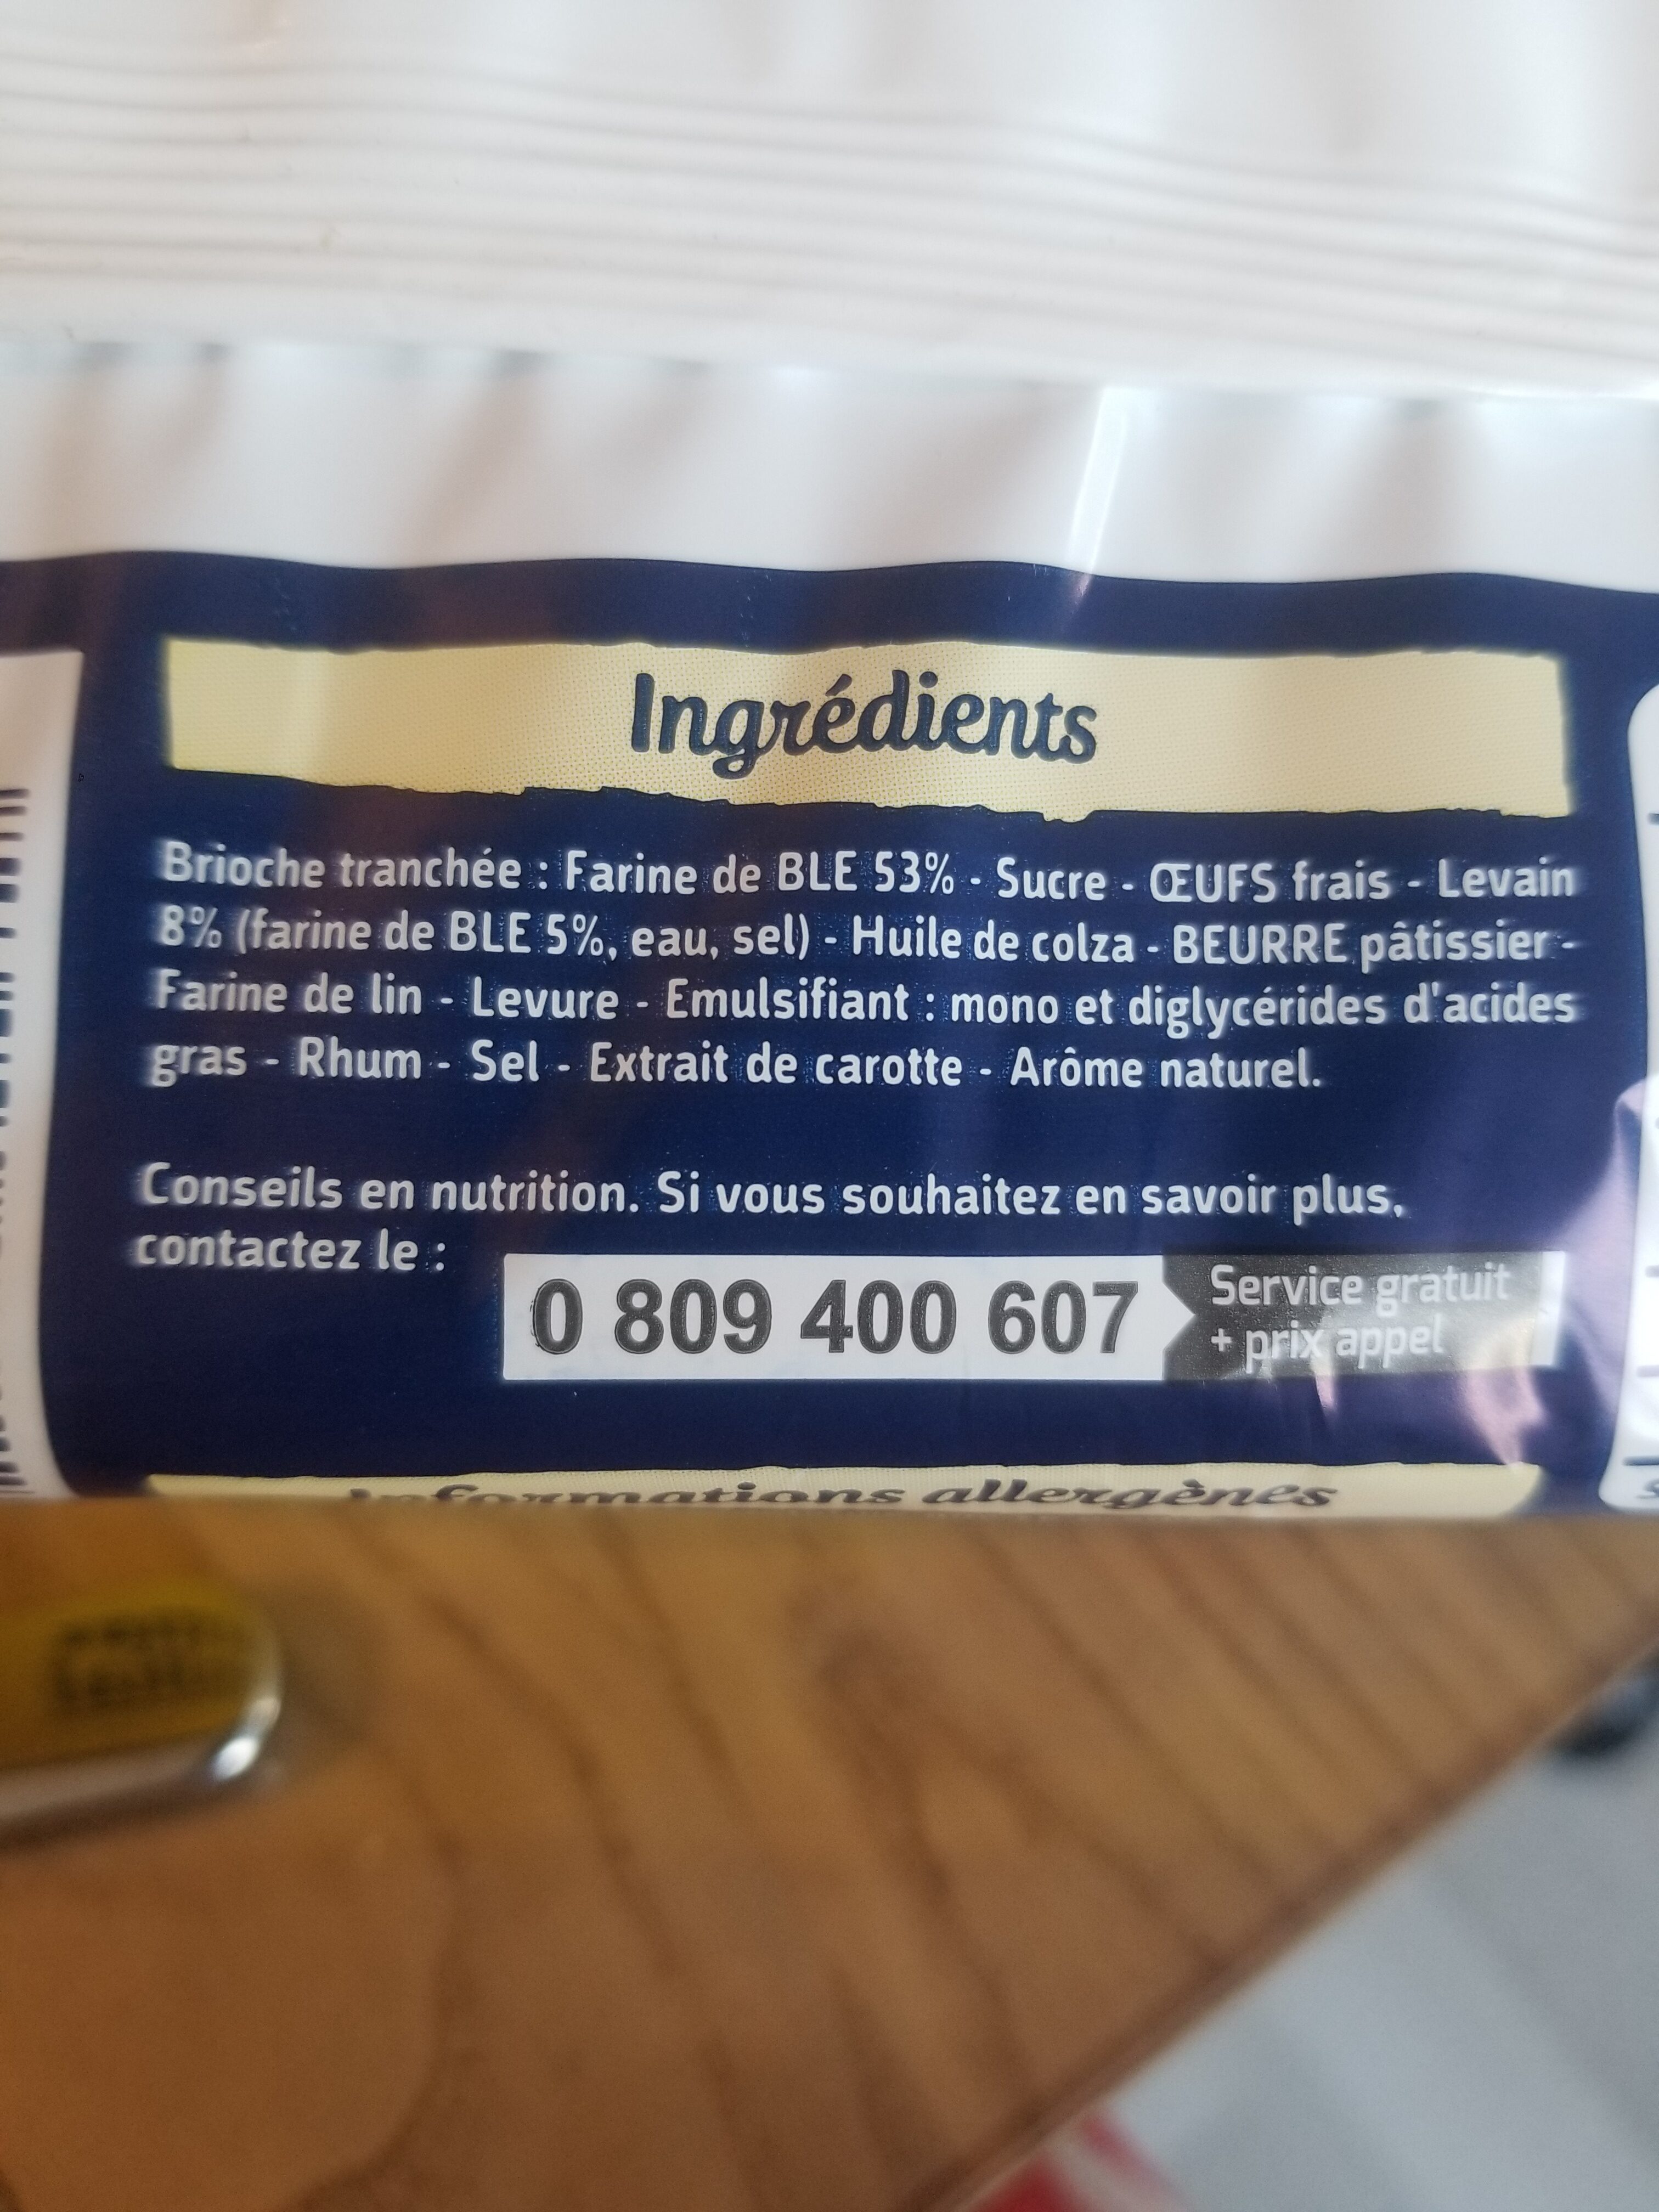 Ingrédients
Brioche tranchée : Farine de BLE 53% - Sucre - ŒUFS frais - Levain
8% (farine de BLE 5%, eau, sel) - Huile de colza - BEURRE pâtissier -
Farine de lin - Levure - Emulsifiant : mono et diglycérides d'acides
gras - Rhum - Sel - Extrait de carotte - Arôme naturel.
Conseils en nutrition. Si vous souhaitez en savoir plus,
contactez le :
0 809 400 607
Service gratuit
+ prix appel
Informations allergènes